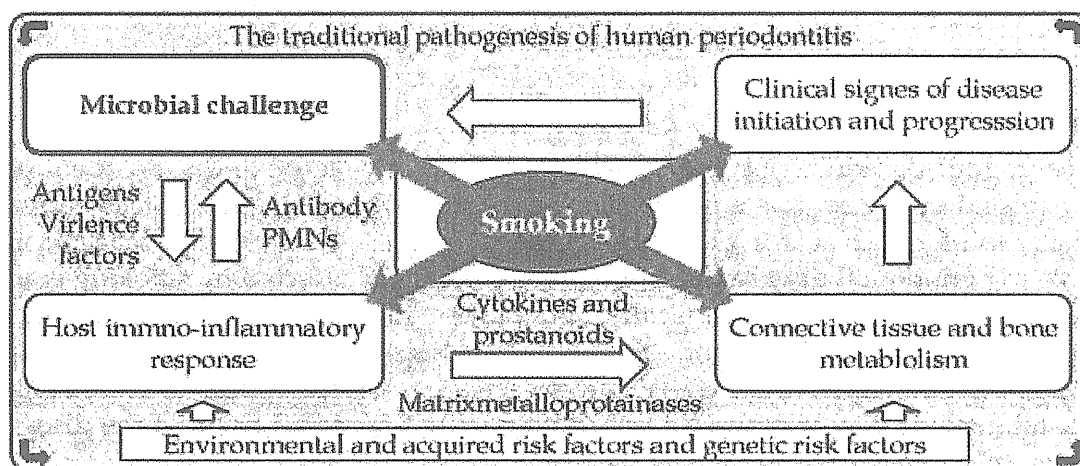 The traditional pathogenesis of human periodontitis
Microbial challenge
Clinical signes of disease
initiation and progresssion
Antigens
Virlence
factors
Antibody
PMNs
Smoking
Host immno-inflammatory
response
Cytokines and
prostanoids
Matrixmetalloprotainases
Connective tissue and bone
metablolism
Environmental and acquired risk factors and genetic risk factors